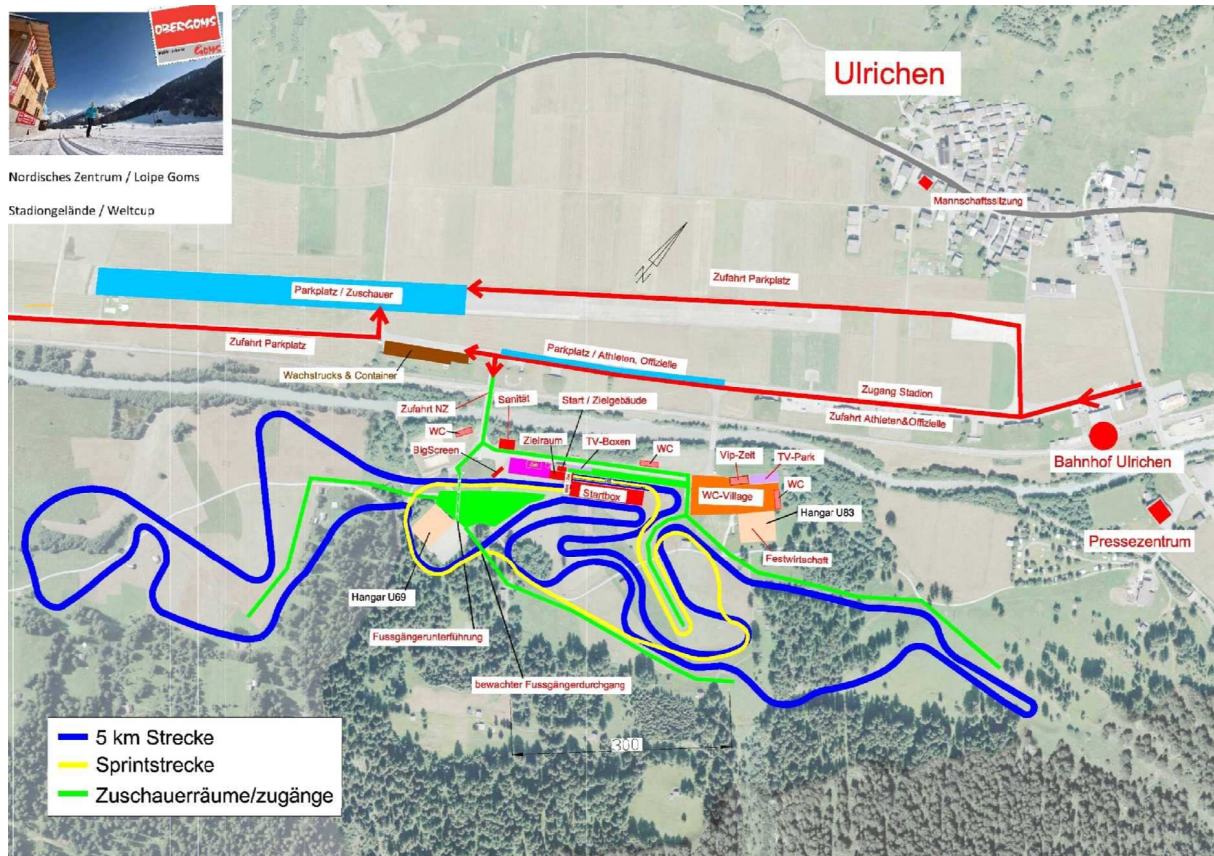 OBERGOMS
GOMS
Nordisches Zentrum / Loipe Goms
Stadiongelände / Weltcup
Ulrichen
Mannschaftssitzung
N
Zufahrt Parkplatz
Parkplatz / Zuschauer
Zufahrt Parkplatz
Parkplatz / Athleten, Offizielle
Wachstrucks & Container
Zugang Stadion
Zufahrt Athleten&Offizielle
Zufahrt NZ
Sanität
Start / Zielgebäude
WC
Zielraum
TV-Boxen
BigScreen
WC
Vip-Zelt
TV-Park
Bahnhof Ulrichen
Startbox
WC-Village
WC
Hangar U83
Pressezentrum
Festwirtschaft
Hangar U69
Fussgängerunterführung
bewachter Fussgängerdurchgang
300
5 km Strecke
Sprintstrecke
Zuschauerräume/zugänge